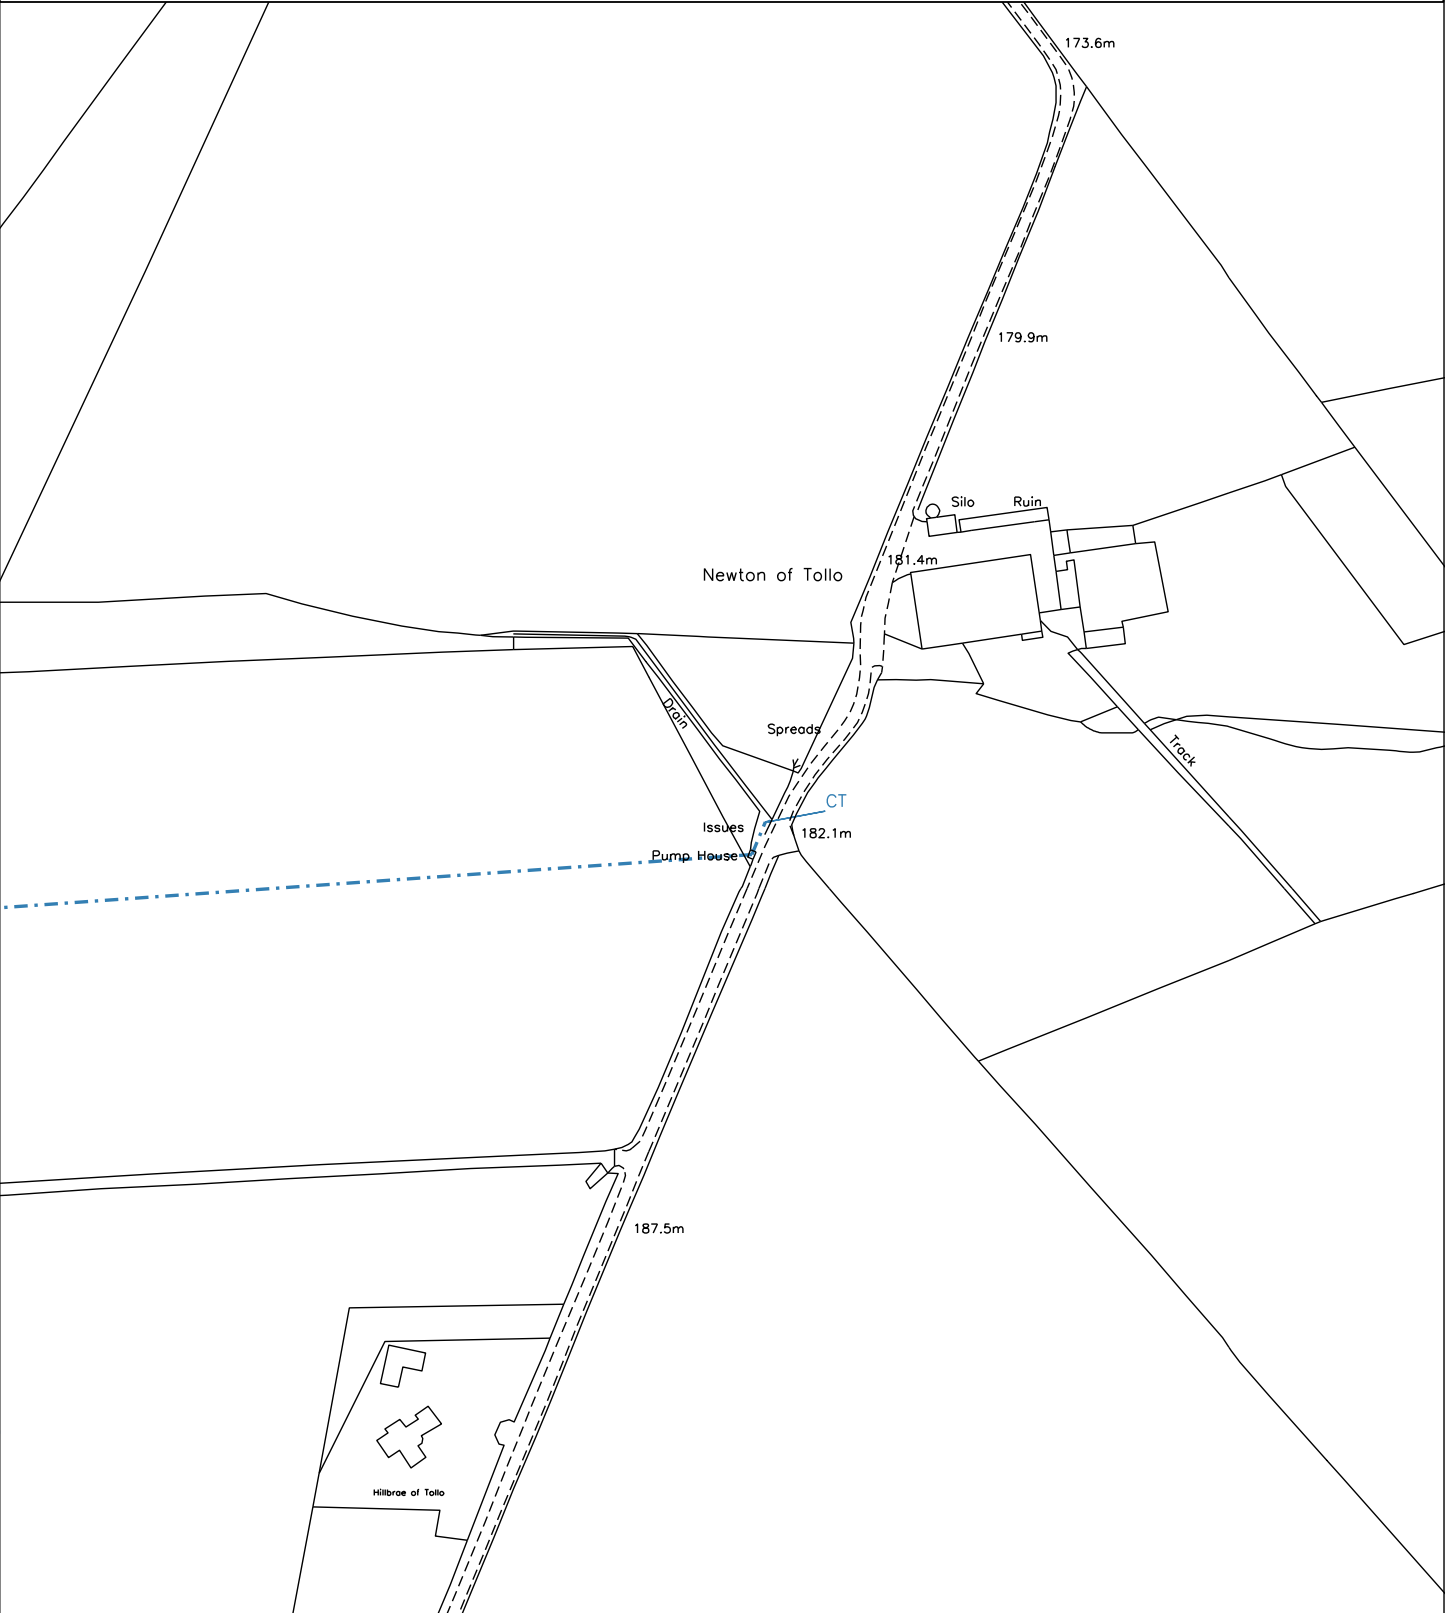 173.6m
179.9m
Silo
Ruin
181.4m
Newton of Tollo
Drain
Spreads
Track
CT
Issues
182.1m
Pump House
187.5m
Hillbrae of Tollo